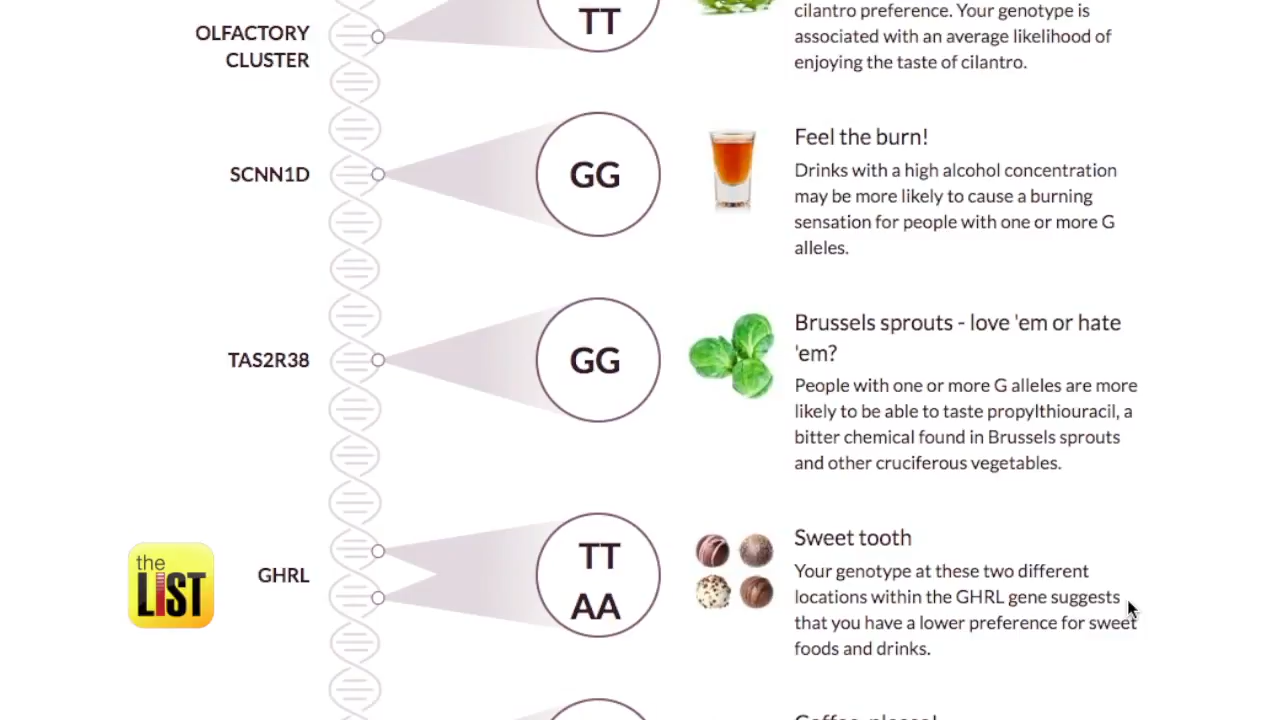 OLFACTORY
CLUSTER
TT
cilantro preference. Your genotype is
associated with an average likelihood of
enjoying the taste of cilantro.
SCNN1D
GG
Feel the burn!
Drinks with a high alcohol concentration
may be more likely to cause a burning
sensation for people with one or more G
alleles.
TAS2R38
GG
Brussels sprouts - love 'em or hate
'em?
People with one or more G alleles are more
likely to be able to taste propylthiouracil, a
bitter chemical found in Brussels sprouts
and other cruciferous vegetables.
the
LIST
GHRL
TT
AA
Sweet tooth
Your genotype at these two different
locations within the GHRL gene suggests
that you have a lower preference for sweet
foods and drinks.
Coffee, please!